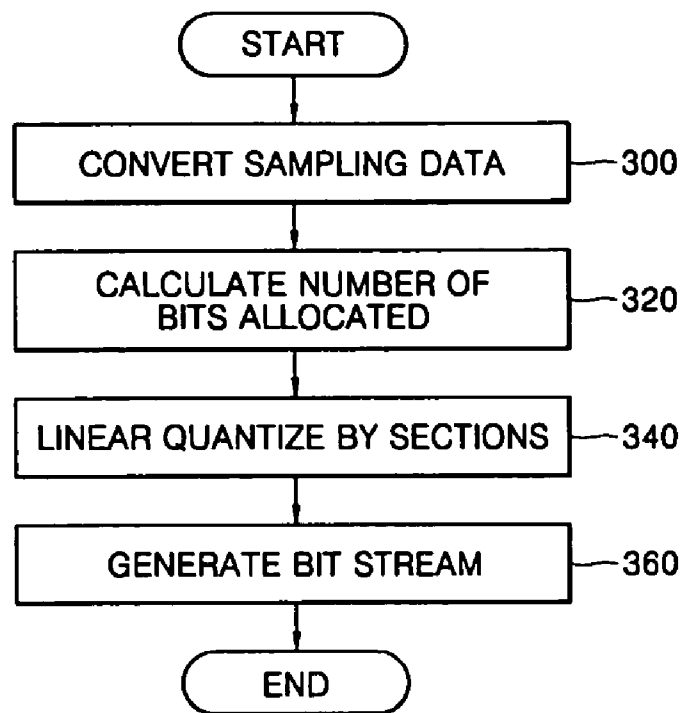 START
CONVERT SAMPLING DATA
300
CALCULATE NUMBER OF
BITS ALLOCATED
320
LINEAR QUANTIZE BY SECTIONS
340
GENERATE BIT STREAM
360
END